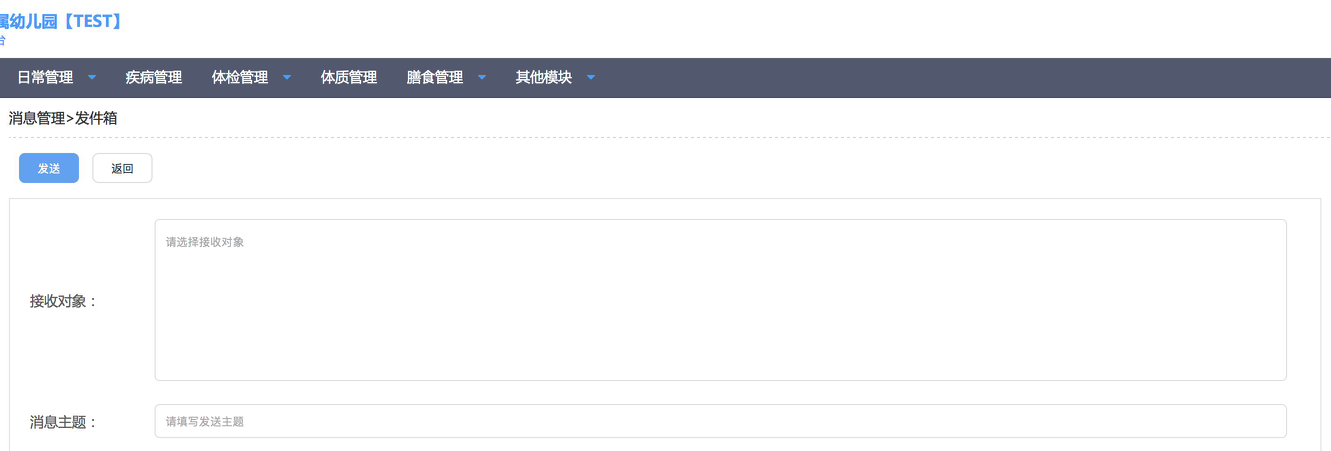 属幼儿园【TEST】
台
日常管理 疾病管理 体检管理 体质管理 膳食管理 其他模块
消息管理>发件箱
发送 返回
请选择接收对象
接收对象：
消息主题： 请填写发送主题